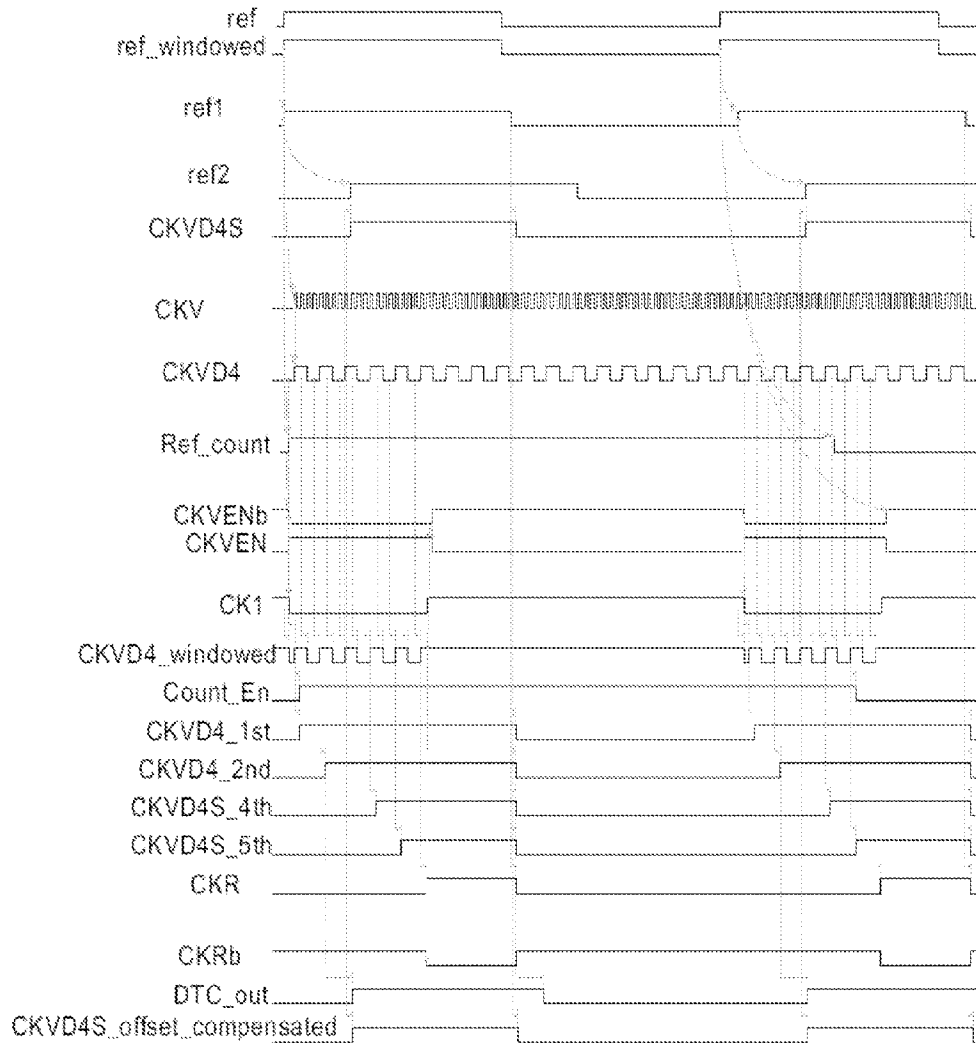 ref
ref_windowed
ref1
ref2
CKVD4S
CKV
CKVD4
Ref_count
CKVENb
CKVEN
CK1
CKVD4_windowed
Count_En
CKVD4_1st
CKVD4_2nd
CKVD4S_4th
CKVD4S_5th
CKR
CKRb
DTC_out
CKVD4S_offset_compensated